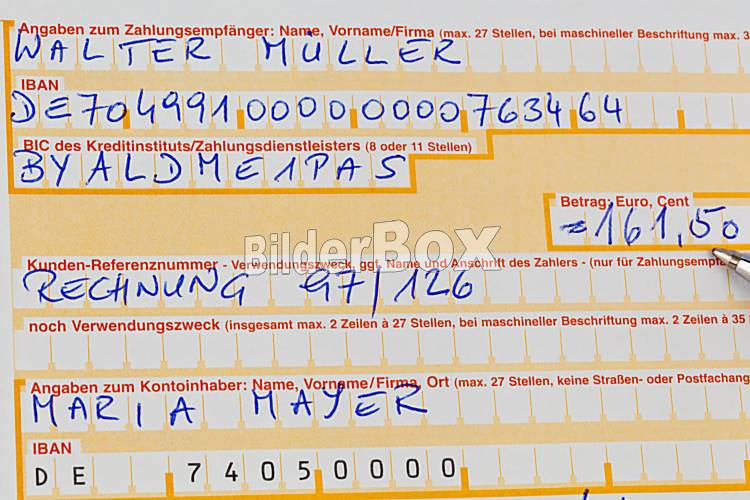 Angaben zum Zahlungsempfänger: Name, Vorname/Firma (max. 27 Stellen, bei maschineller Beschriftung max. 3
WALTER MÜLLER
IBAN
DE70499910000000000763464
BIC des Kreditinstituts/Zahlungsdienstleisters (8 oder 11 Stellen)
BYALDME1PAS
Betrag: Euro, Cent
=161,50
BilderBox
Kunden-Referenznummer - Verwendungszweck, ggf. Name und Anschrift des Zahlers - (nur für Zahlungsempfä
RECHNUNG 97/126
noch Verwendungszweck (insgesamt max. 2 Zeilen à 27 Stellen, bei maschineller Beschriftung max. 2 Zeilen à 35
Angaben zum Kontoinhaber: Name, Vorname/Firma, Ort (max. 27 Stellen, keine Straßen- oder Postfachang
MARIA MAYER
IBAN
DE 74050000